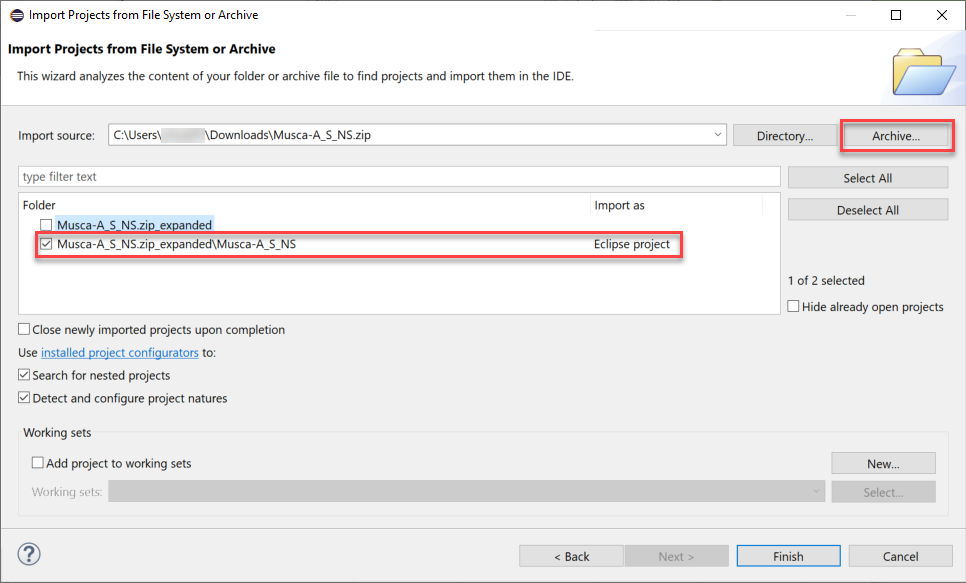 Import Projects from File System or Archive
Import Projects from File System or Archive
This wizard analyzes the content of your folder or archive file to find projects and import them in the IDE.
Import source: C:\Users\ \Downloads\Musca-A_S_NS.zip Directory... Archive...
type filter text Select All
Folder Import as Deselect All
Musca-A_S_NS.zip_expanded
Musca-A_S_NS.zip_expanded\Musca-A_S_NS Eclipse project
1 of 2 selected
Hide already open projects
Close newly imported projects upon completion
Use installed project configurators to:
Search for nested projects
Detect and configure project natures
Working sets
Add project to working sets New...
Working sets: Select...
? < Back Next > Finish Cancel